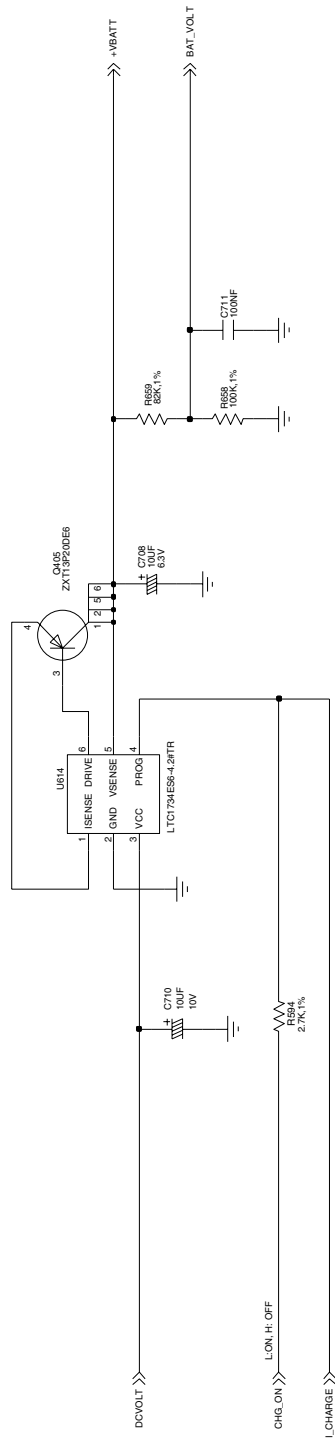 Q405
ZXT13P20DE6
4
3
1
2
5
6
U614
1
ISENSE
DRIVE
6
2
GND
VSENSE
5
3
VCC
PROG
4
LTC1734ES6-4.2#TR
+VBATT
BAT_VOLT
C708
10UF
6.3V
+
R659
82K,1%
R658
100K,1%
C711
100NF
C710
10UF
10V
+
DCVOLT
L:ON, H: OFF
CHG_ON
R594
2.7K,1%
I_CHARGE